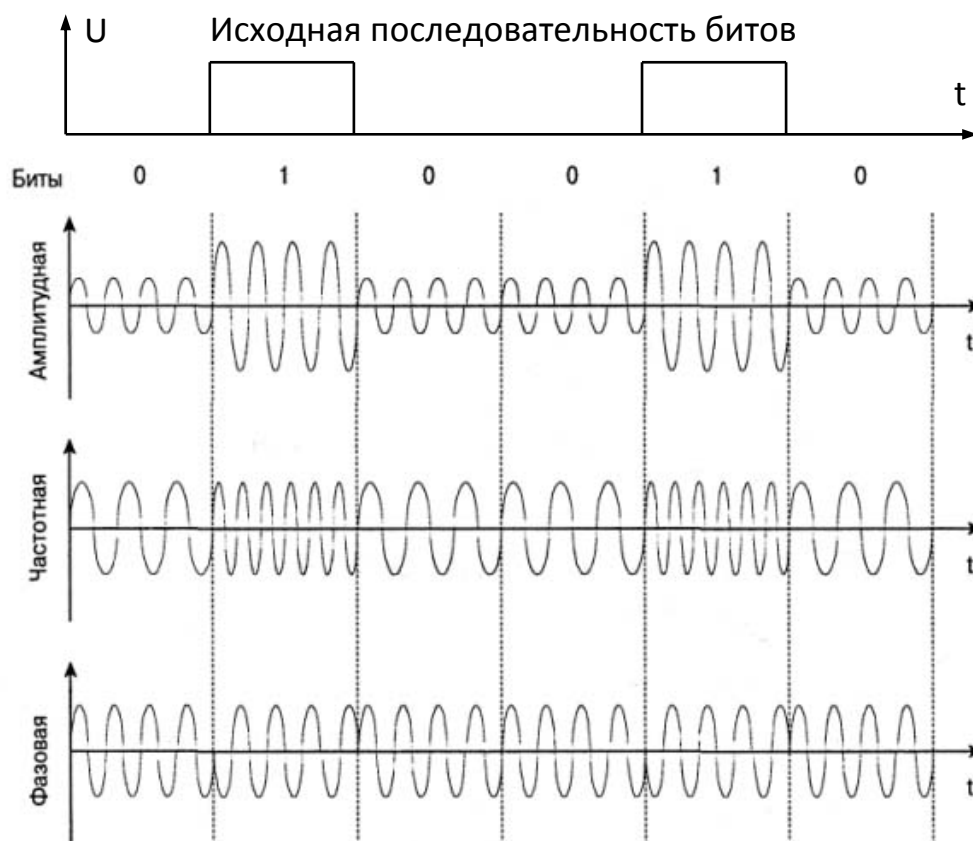 U Исходная последовательность битов
t
Биты 0 1 0 0 1 0
Амплитудная
t
Частотная
t
Фазовая
t